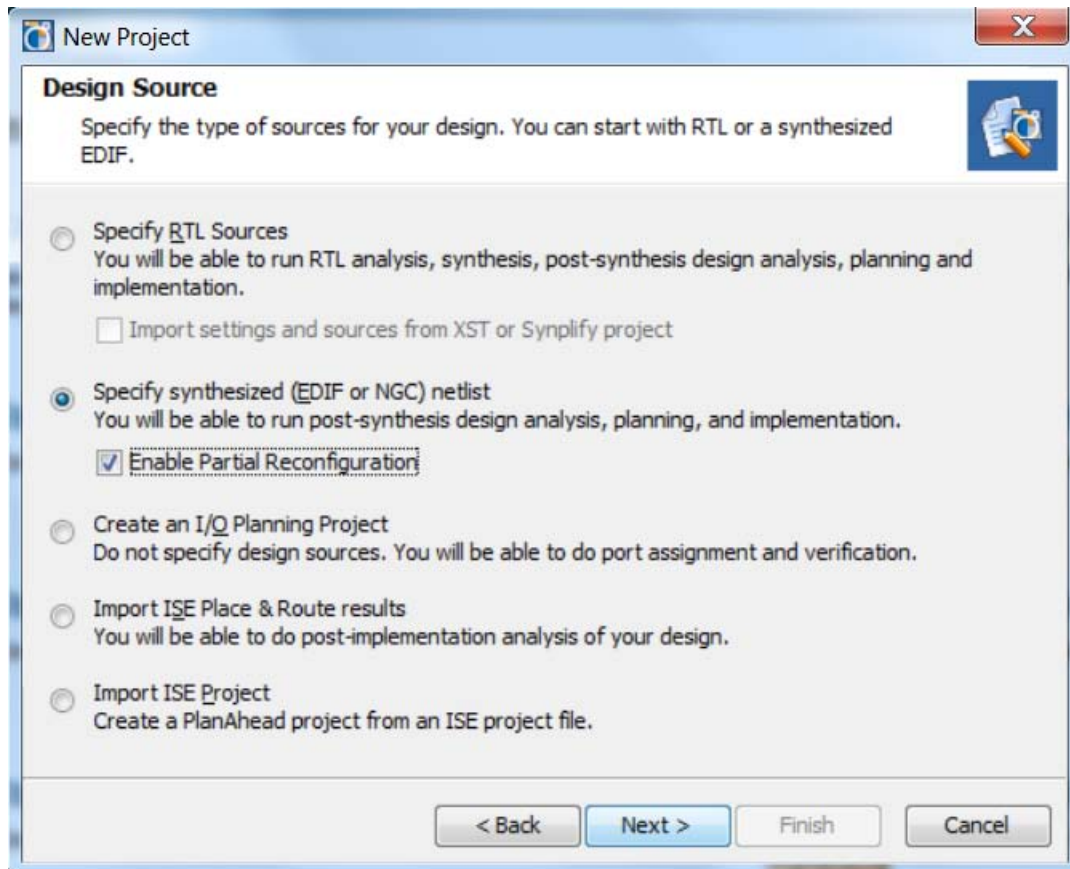 New Project
Design Source
Specify the type of sources for your design. You can start with RTL or a synthesized
EDIF.
Specify RTL Sources
You will be able to run RTL analysis, synthesis, post-synthesis design analysis, planning and
implementation.
Import settings and sources from XST or Synplify project
Specify synthesized (EDIF or NGC) netlist
You will be able to run post-synthesis design analysis, planning, and implementation.
Enable Partial Reconfiguration
Create an I/O Planning Project
Do not specify design sources. You will be able to do port assignment and verification.
Import ISE Place & Route results
You will be able to do post-implementation analysis of your design.
Import ISE Project
Create a PlanAhead project from an ISE project file.
< Back Next > Finish Cancel